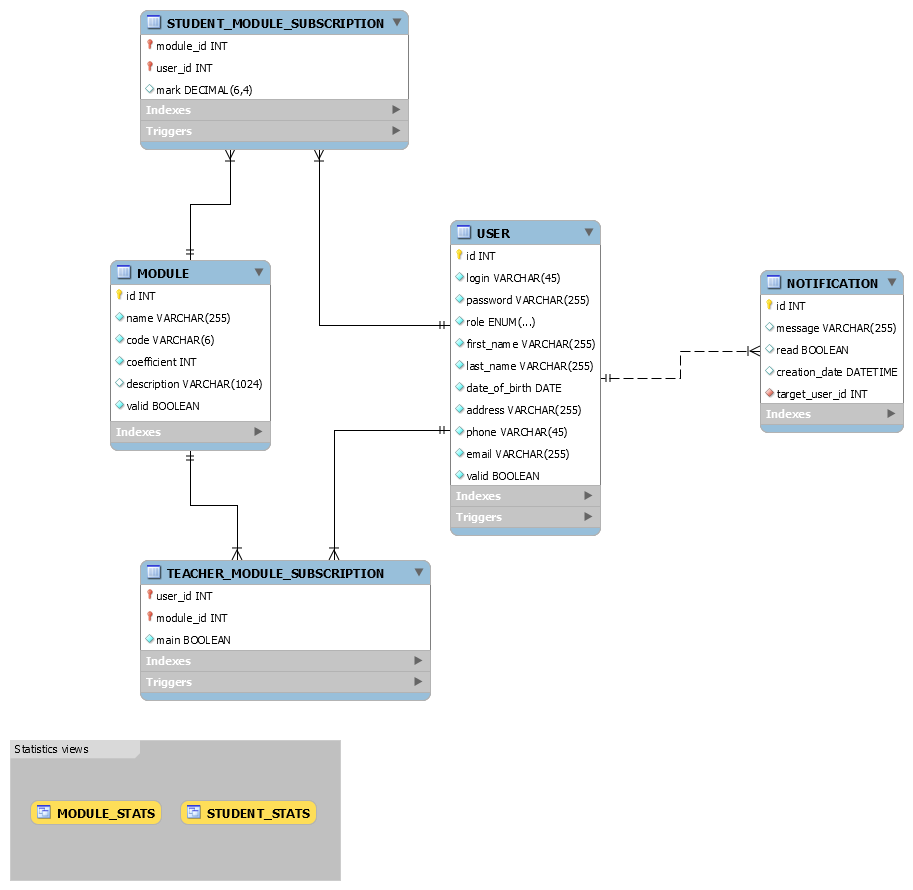 STUDENT_MODULE_SUBSCRIPTION
module_id INT
user_id INT
mark DECIMAL(6,4)
Indexes
Triggers
MODULE
id INT
name VARCHAR(255)
code VARCHAR(6)
coefficient INT
description VARCHAR(1024)
valid BOOLEAN
Indexes
USER
id INT
login VARCHAR(45)
password VARCHAR(255)
role ENUM(...)
first_name VARCHAR(255)
last_name VARCHAR(255)
date_of_birth DATE
address VARCHAR(255)
phone VARCHAR(45)
email VARCHAR(255)
valid BOOLEAN
Indexes
Triggers
NOTIFICATION
id INT
message VARCHAR(255)
read BOOLEAN
creation_date DATETIME
target_user_id INT
Indexes
TEACHER_MODULE_SUBSCRIPTION
user_id INT
module_id INT
main BOOLEAN
Indexes
Triggers
Statistics views
MODULE_STATS
STUDENT_STATS